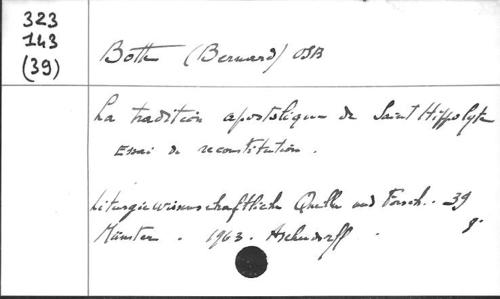 323
143
(39)
Botte (Bernard) OSB
La tradition apostolique de Saint Hippolyte
Essai de reconstitution.
Liturgiewissenschaftliche Quellen und Forsch.. 39
Münster. 1963. Aschendorff. 8°